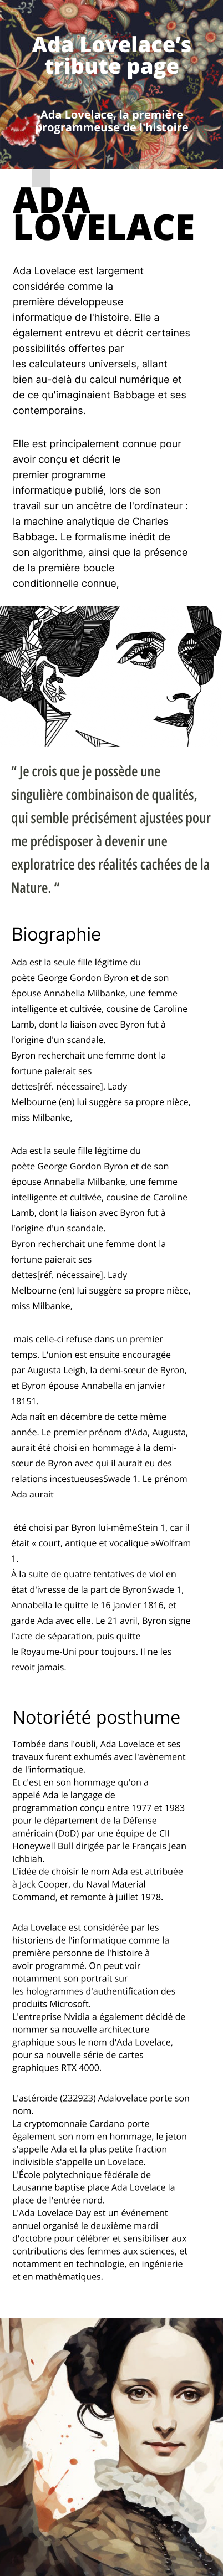 Ada Lovelace’s
tribute page
Ada Lovelace, la première
programmeuse de l'histoire
ADA
LOVELACE
Ada Lovelace est largement
considérée comme la
première développeuse
informatique de l'histoire. Elle a
également entrevu et décrit certaines
possibilités offertes par
les calculateurs universels, allant
bien au-delà du calcul numérique et
de ce qu'imaginaient Babbage et ses
contemporains.
Elle est principalement connue pour
avoir conçu et décrit le
premier programme
informatique publié, lors de son
travail sur un ancêtre de l'ordinateur :
la machine analytique de Charles
Babbage. Le formalisme inédit de
son algorithme, ainsi que la présence
de la première boucle
conditionnelle connue,
“ Je crois que je possède une
singulière combinaison de qualités,
qui semble précisément ajustées pour
me prédisposer à devenir une
exploratrice des réalités cachées de la
Nature. “
Biographie
Ada est la seule fille légitime du
poète George Gordon Byron et de son
épouse Annabella Milbanke, une femme
intelligente et cultivée, cousine de Caroline
Lamb, dont la liaison avec Byron fut à
l'origine d'un scandale.
Byron recherchait une femme dont la
fortune paierait ses
dettes[réf. nécessaire]. Lady
Melbourne (en) lui suggère sa propre nièce,
miss Milbanke,
Ada est la seule fille légitime du
poète George Gordon Byron et de son
épouse Annabella Milbanke, une femme
intelligente et cultivée, cousine de Caroline
Lamb, dont la liaison avec Byron fut à
l'origine d'un scandale.
Byron recherchait une femme dont la
fortune paierait ses
dettes[réf. nécessaire]. Lady
Melbourne (en) lui suggère sa propre nièce,
miss Milbanke,
mais celle-ci refuse dans un premier
temps. L'union est ensuite encouragée
par Augusta Leigh, la demi-sœur de Byron,
et Byron épouse Annabella en janvier
18151.
Ada naît en décembre de cette même
année. Le premier prénom d'Ada, Augusta,
aurait été choisi en hommage à la demi-
sœur de Byron avec qui il aurait eu des
relations incestueusesSwade 1. Le prénom
Ada aurait
été choisi par Byron lui-mêmeStein 1, car il
était « court, antique et vocalique »Wolfram
1.
À la suite de quatre tentatives de viol en
état d'ivresse de la part de ByronSwade 1,
Annabella le quitte le 16 janvier 1816, et
garde Ada avec elle. Le 21 avril, Byron signe
l'acte de séparation, puis quitte
le Royaume-Uni pour toujours. Il ne les
revoit jamais.
Notoriété posthume
Tombée dans l'oubli, Ada Lovelace et ses
travaux furent exhumés avec l'avènement
de l'informatique.
Et c'est en son hommage qu'on a
appelé Ada le langage de
programmation conçu entre 1977 et 1983
pour le département de la Défense
américain (DoD) par une équipe de CII
Honeywell Bull dirigée par le Français Jean
Ichbiah.
L'idée de choisir le nom Ada est attribuée
à Jack Cooper, du Naval Material
Command, et remonte à juillet 1978.
Ada Lovelace est considérée par les
historiens de l'informatique comme la
première personne de l'histoire à
avoir programmé. On peut voir
notamment son portrait sur
les hologrammes d'authentification des
produits Microsoft.
L'entreprise Nvidia a également décidé de
nommer sa nouvelle architecture
graphique sous le nom d'Ada Lovelace,
pour sa nouvelle série de cartes
graphiques RTX 4000.
L'astéroïde (232923) Adalovelace porte son
nom.
La cryptomonnaie Cardano porte
également son nom en hommage, le jeton
s'appelle Ada et la plus petite fraction
indivisible s'appelle un Lovelace.
L'École polytechnique fédérale de
Lausanne baptise place Ada Lovelace la
place de l'entrée nord.
L'Ada Lovelace Day est un événement
annuel organisé le deuxième mardi
d'octobre pour célébrer et sensibiliser aux
contributions des femmes aux sciences, et
notamment en technologie, en ingénierie
et en mathématiques.